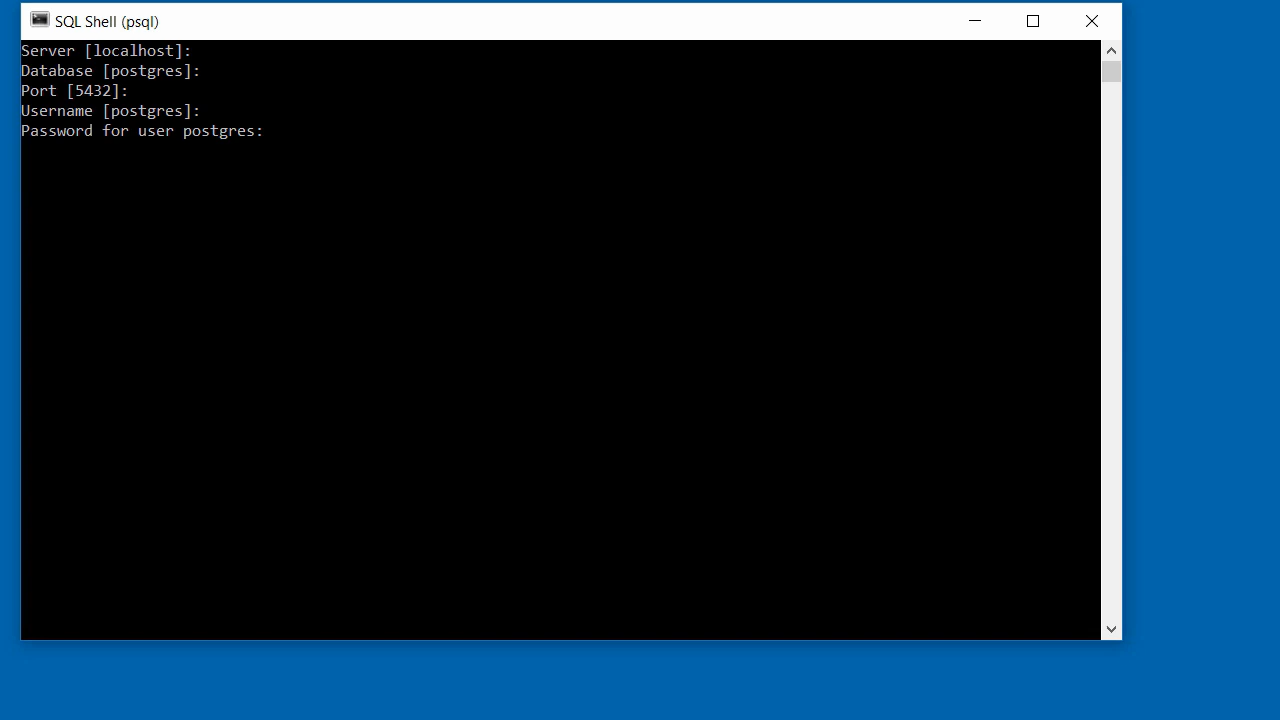 SQL Shell (psql)
Server [localhost]:
Database [postgres]:
Port [5432]:
Username [postgres]:
Password for user postgres: